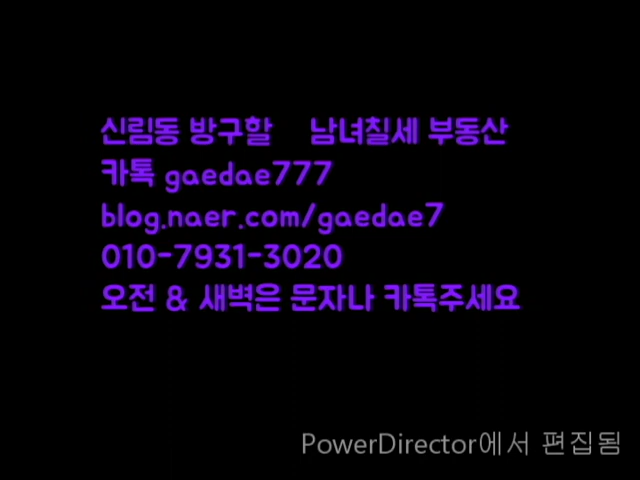 신림동 방구할 남녀칠세 부동산
카톡 gaedae777
blog.naer.com/gaedae7
010-7931-3020
오전 & 새벽은 문자나 카톡주세요
PowerDirector에서 편집됨